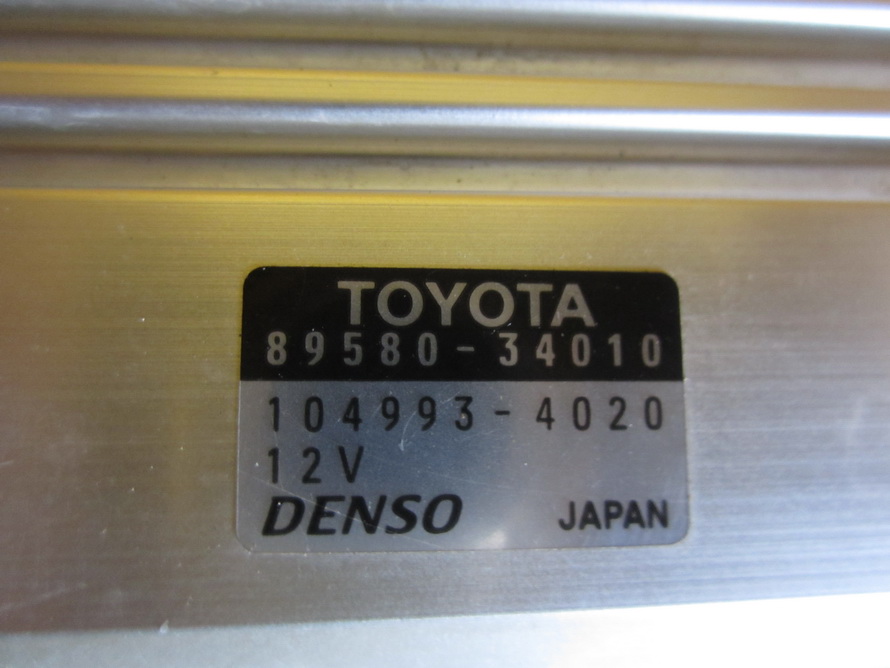 TOYOTA
89580-34010
104993-4020
12V
DENSO JAPAN